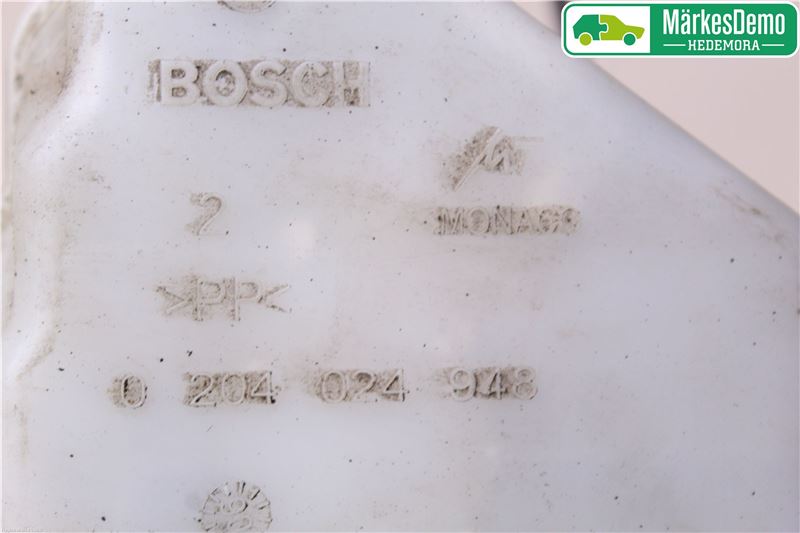 MärkesDemo
HEDEMORA
BOSCH
2
MONACO
>PP<
0 204 024 948